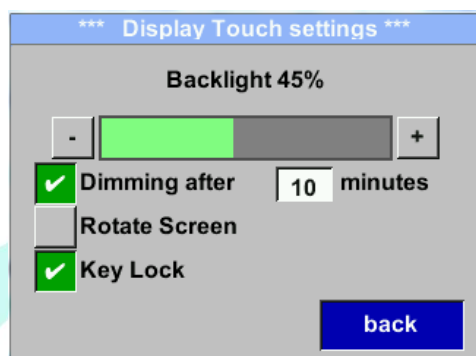 *** Display Touch settings ***
Backlight 45%
- +
Dimming after 10 minutes
Rotate Screen
Key Lock
back